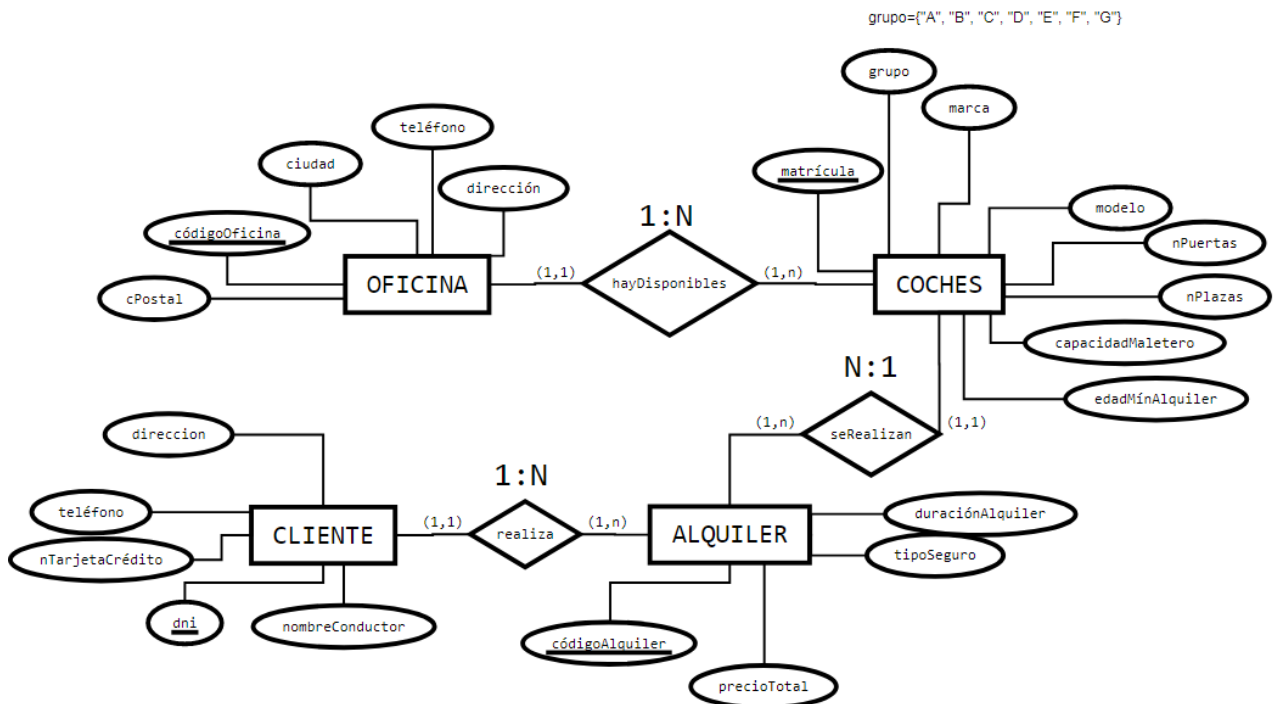 grupo={"A", "B", "C", "D", "E", "F", "G"}
grupo
marca
teléfono
ciudad
matrícula
dirección
modelo
1:N
códigoOficina
nPuertas
(1,1)
hayDisponibles
(1,n)
OFICINA
COCHES
cPostal
nPlazas
capacidadMaletero
N:1
edadMínAlquiler
direccion
(1,n)
seRealizan
(1,1)
1:N
teléfono
duraciónAlquiler
CLIENTE
(1,1)
realiza
(1,n)
ALQUILER
nTarjetaCrédito
tipoSeguro
dni
nombreConductor
códigoAlquiler
precioTotal